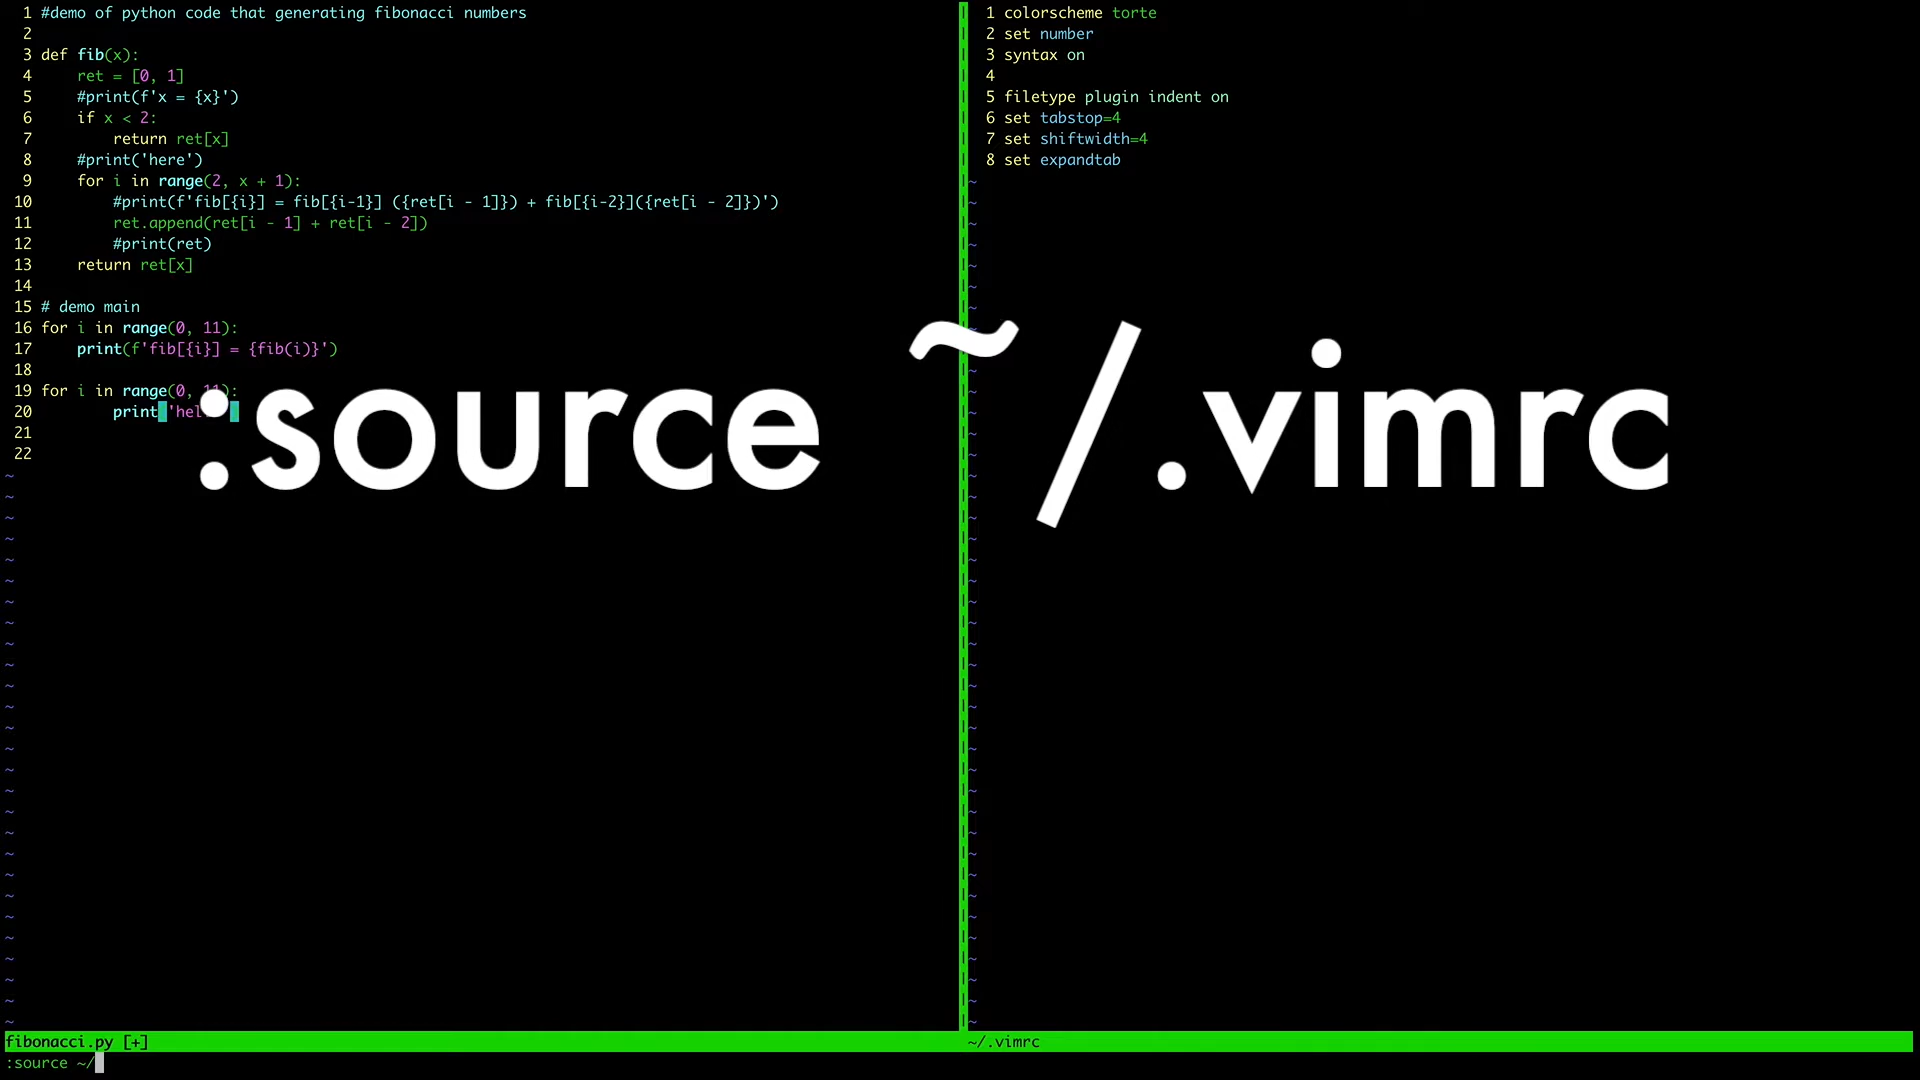 1 #demo of python code that generating fibonacci numbers
2
3 def fib(x):
4     ret = [0, 1]
5     #print(f'x = {x}')
6     if x < 2:
7         return ret[x]
8     #print('here')
9     for i in range(2, x + 1):
10         #print(f'fib[{i}] = fib[{i-1}] ({ret[i - 1]}) + fib[{i-2}]({ret[i - 2]})')
11         ret.append(ret[i - 1] + ret[i - 2])
12         #print(ret)
13     return ret[x]
14
15 # demo main
16 for i in range(0, 11):
17     print(f'fib[{i}] = {fib(i)}')
18
19 for i in range(0, 11):
20         print
21
22
fibonacci.py [+]
:source ~/
1 colorscheme torte
2 set number
3 syntax on
4
5 filetype plugin indent on
6 set tabstop=4
7 set shiftwidth=4
8 set expandtab
~/.vimrc
:source ~/.vimrc